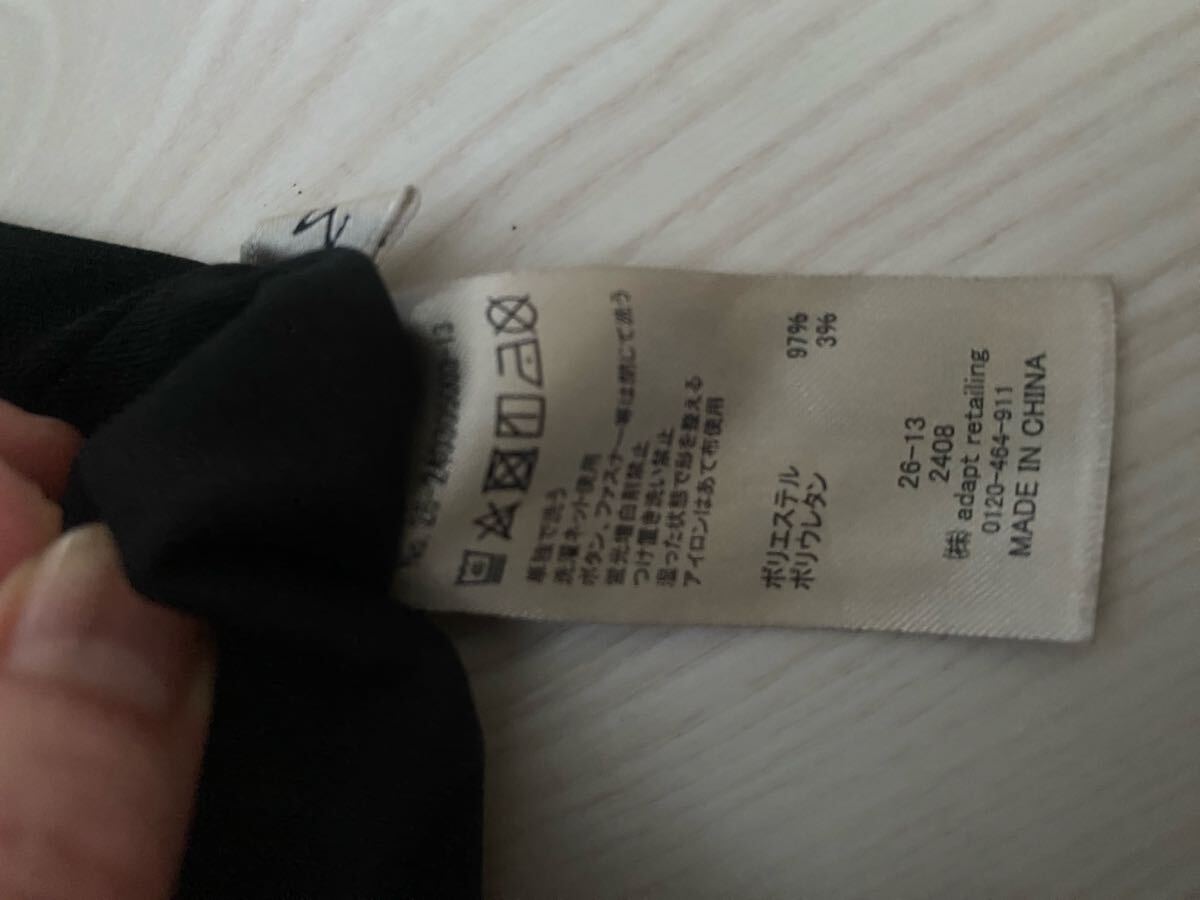 単独で洗う
洗濯ネット使用
ボタン、ファスナー等は閉じて洗う
蛍光増白剤禁止
つけ置き洗い禁止
湿った状態で形を整える
アイロンはあて布使用
ポリエステル 97%
ポリウレタン 3%
26-13
2408
㈱ adapt retailing
0120-464-911
MADE IN CHINA